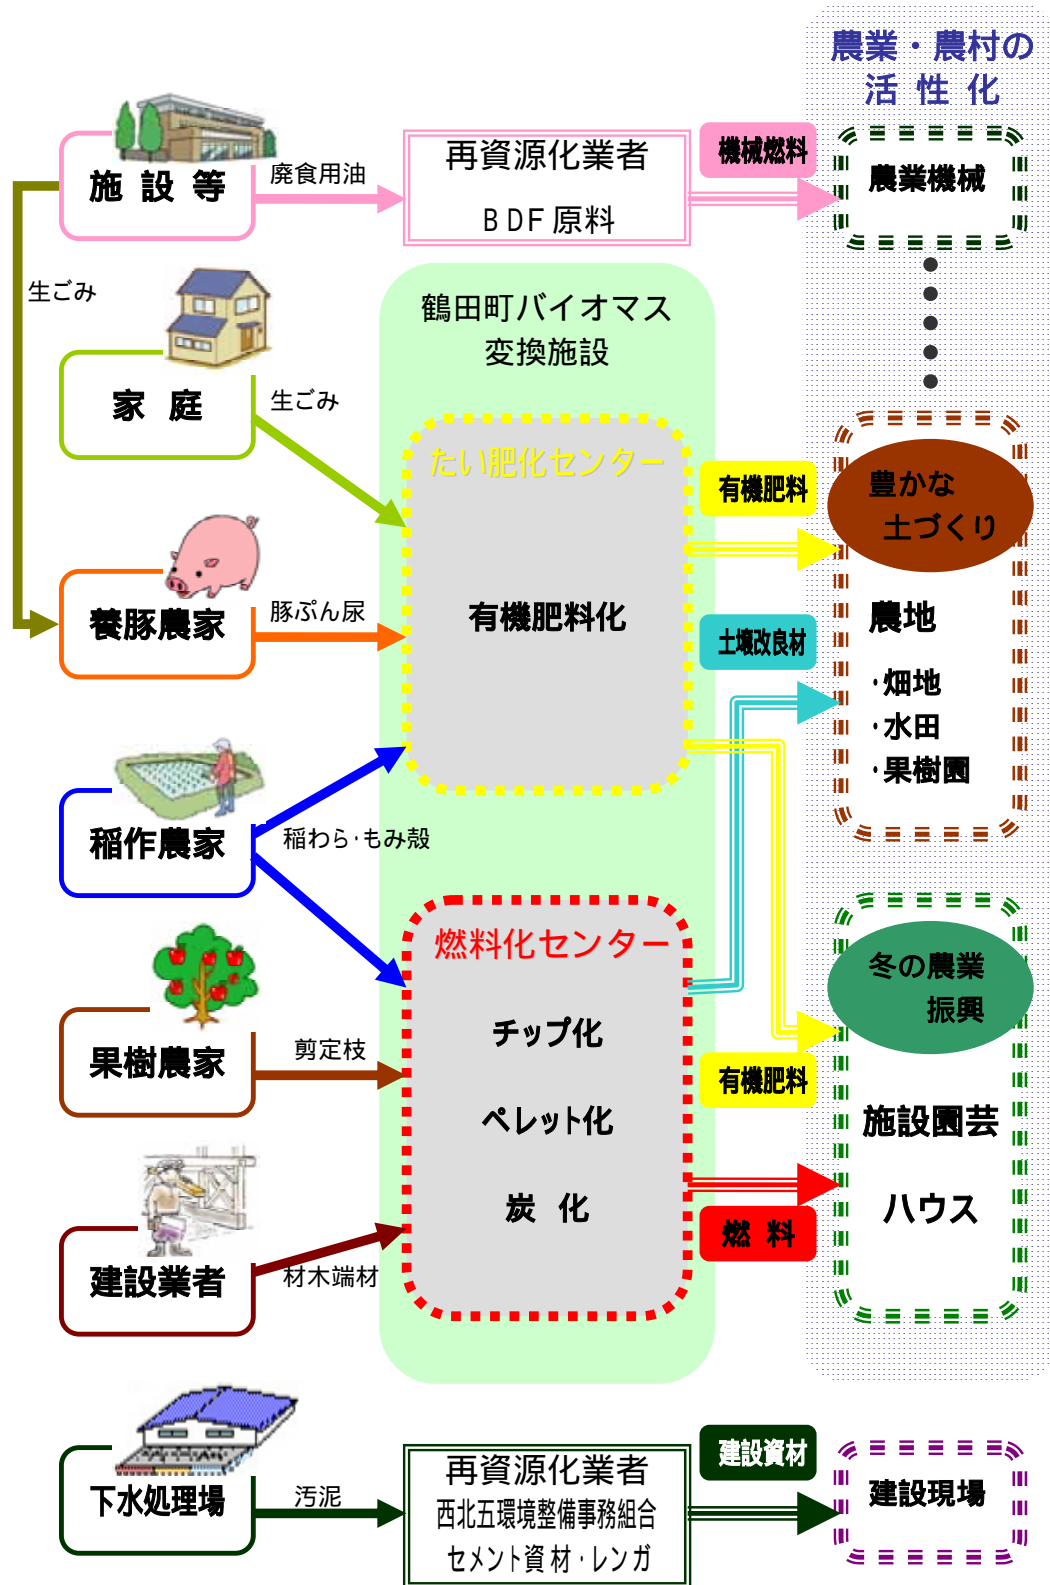 農業・農村の
活性化
施設等
廃食用油
再資源化業者
BDF原料
機械燃料
農業機械
生ごみ
家庭
生ごみ
鶴田町バイオマス
変換施設
たい肥化センター
有機肥料化
有機肥料
豊かな
土づくり
養豚農家
豚ぷん尿
土壌改良材
農地
・畑地
・水田
・果樹園
稲作農家
稲わら・もみ殻
燃料化センター
チップ化
ペレット化
炭化
冬の農業
振興
果樹農家
剪定枝
有機肥料
施設園芸
ハウス
燃料
建設業者
材木端材
下水処理場
汚泥
再資源化業者
西北五環境整備事務組合
セメント資材・レンガ
建設資材
建設現場